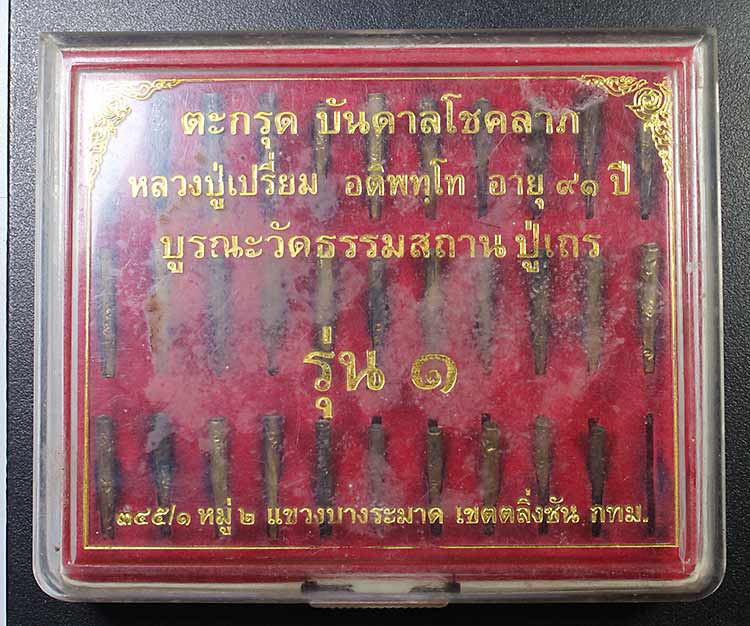 ตะกรุด บันดาลโชคลาภ
หลวงปู่เปรี่ยม อติพทฺโท อายุ ๙๑ ปี
บูรณะวัดธรรมสถาน ปู่เถร
รุ่น ๑
๓๔๕/๑ หมู่ ๒ แขวงบางระมาด เขตตลิ่งชัน กทม.